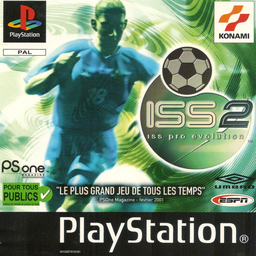 PlayStation
PAL
KONAMI
ISS2
iss pro evolution
PS one
MAGAZINE
POUR TOUS
PUBLICS
"LE PLUS GRAND JEU DE TOUS LES TEMPS"
PSOne Magazine - février 2001
umbro
ESPN
PlayStation